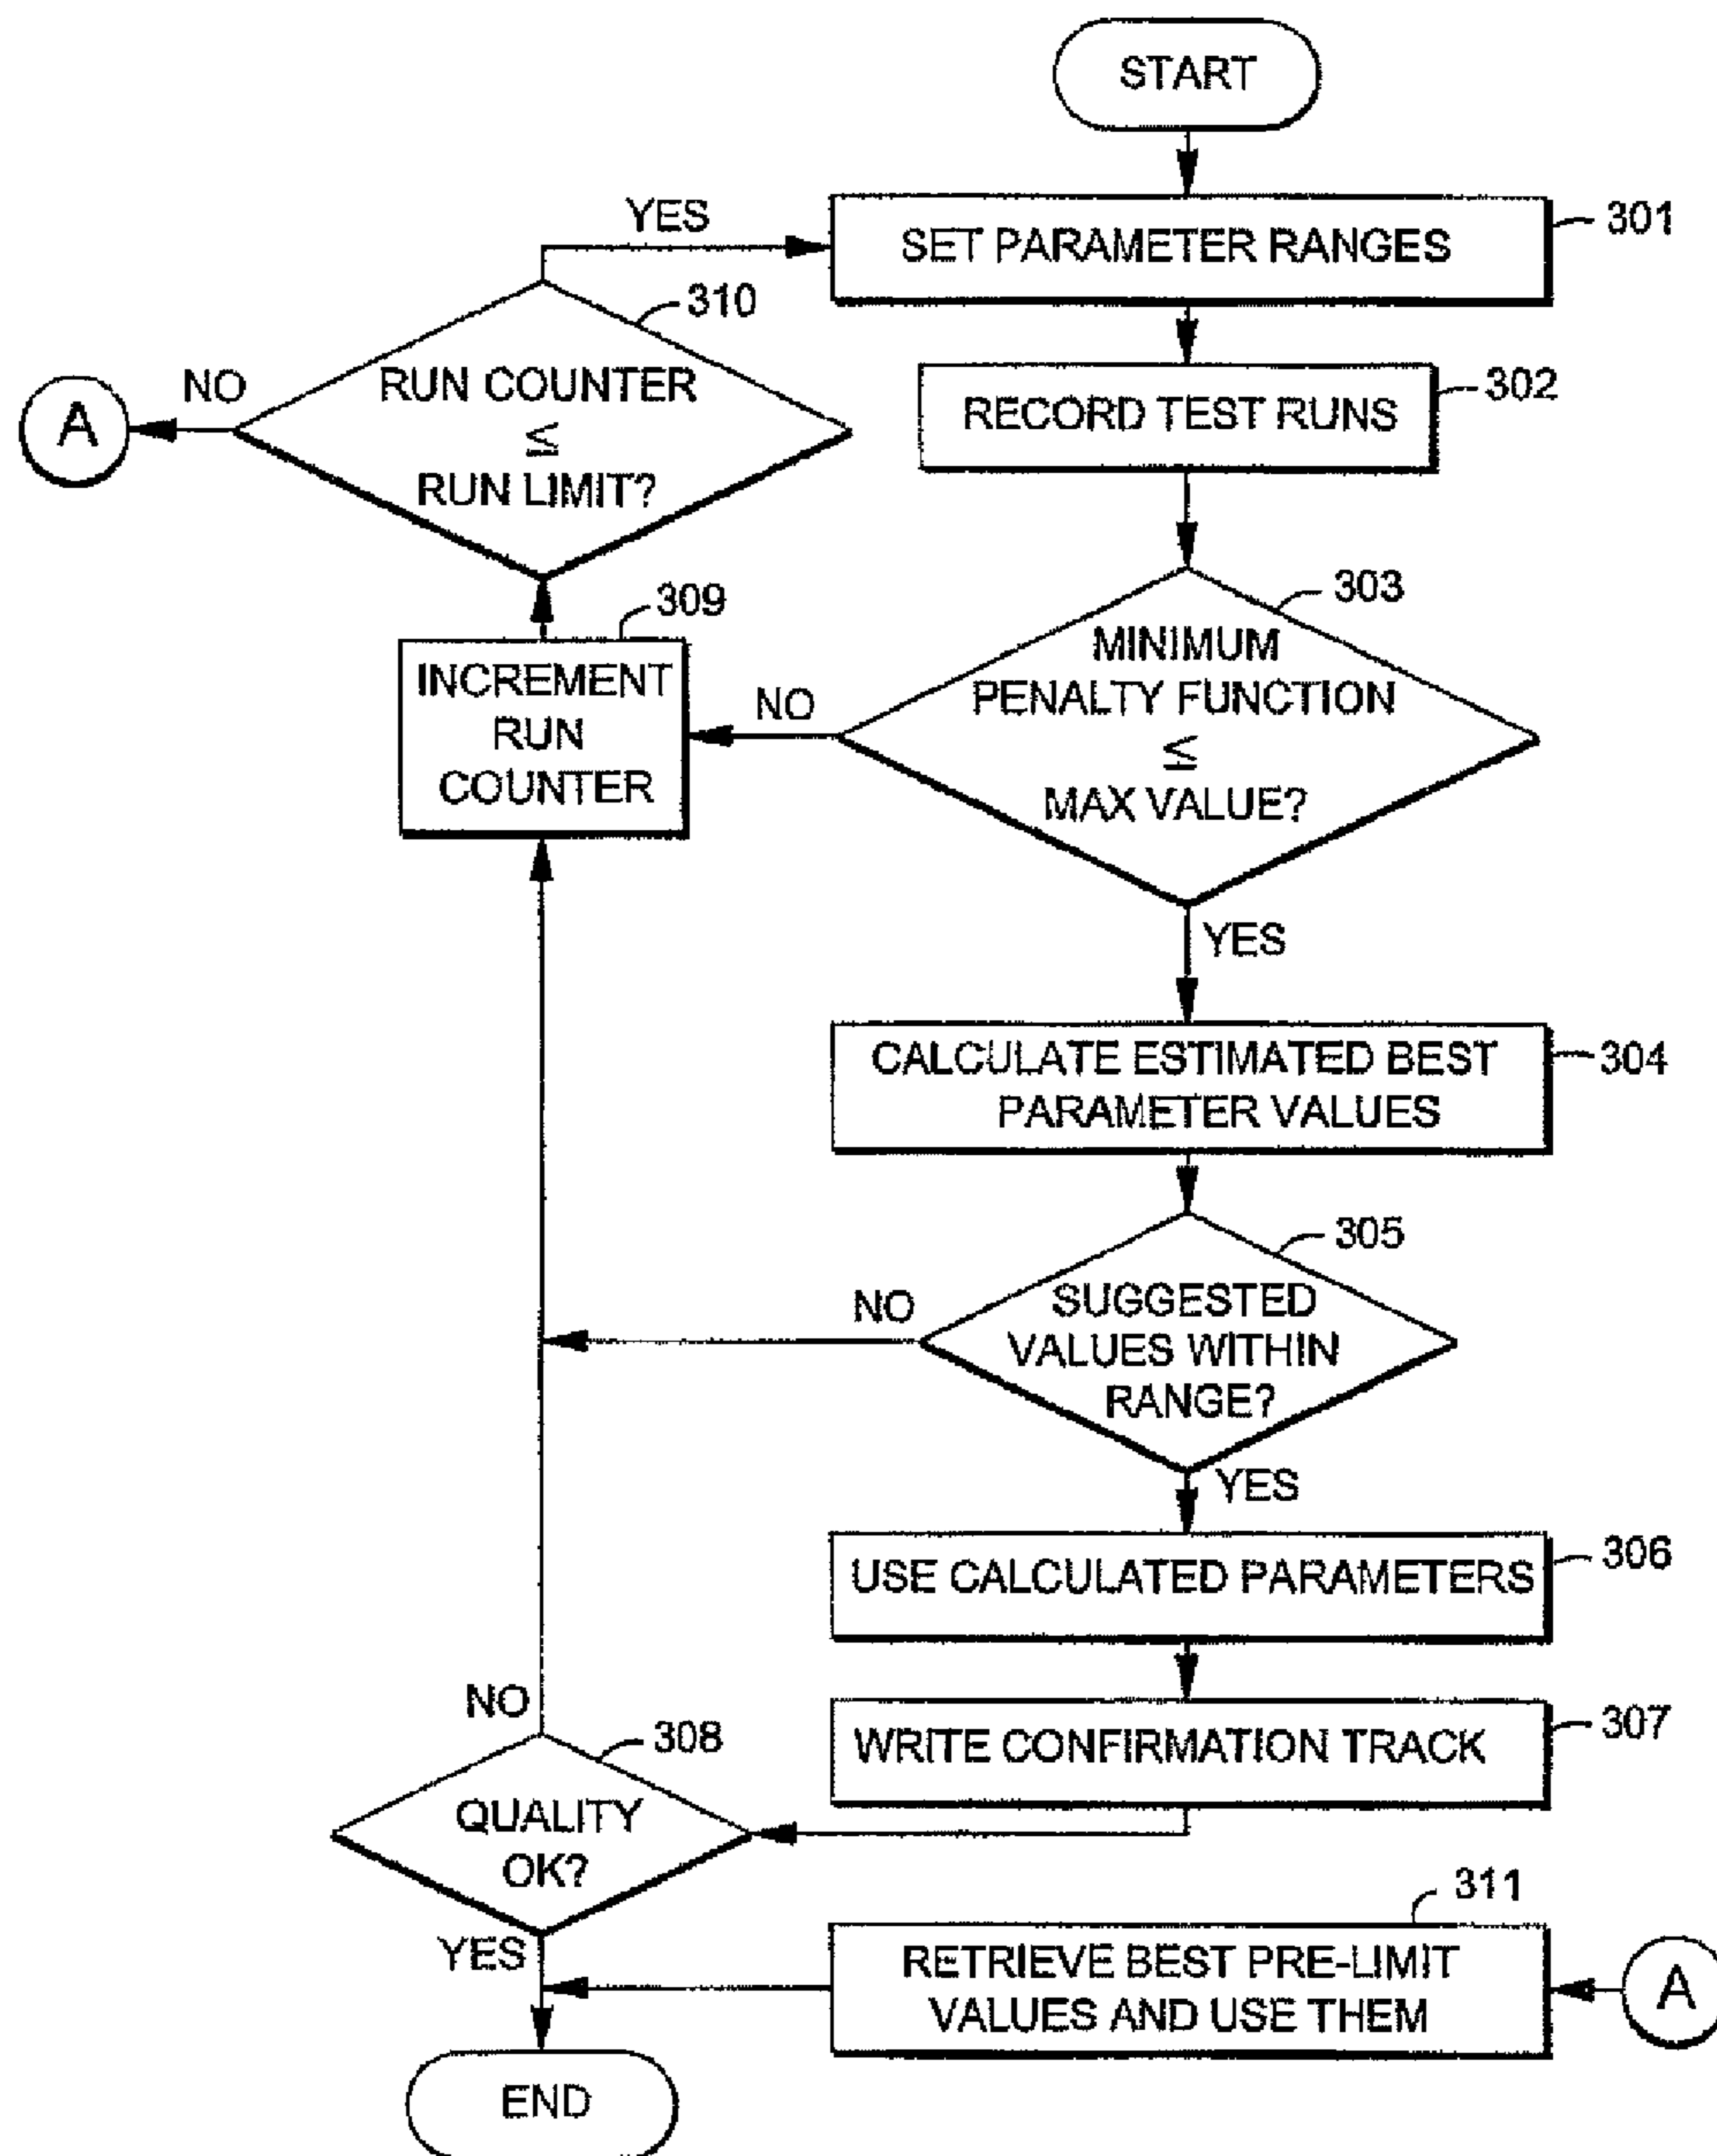 START
YES
SET PARAMETER RANGES
301
310
NO
A
RUN COUNTER
≤
RUN LIMIT?
RECORD TEST RUNS
302
303
MINIMUM
PENALTY FUNCTION
≤
MAX VALUE?
NO
309
INCREMENT
RUN
COUNTER
YES
CALCULATE ESTIMATED BEST
PARAMETER VALUES
304
305
SUGGESTED
VALUES WITHIN
RANGE?
NO
YES
USE CALCULATED PARAMETERS
306
WRITE CONFIRMATION TRACK
307
NO
308
QUALITY
OK?
YES
311
RETRIEVE BEST PRE-LIMIT
VALUES AND USE THEM
A
END